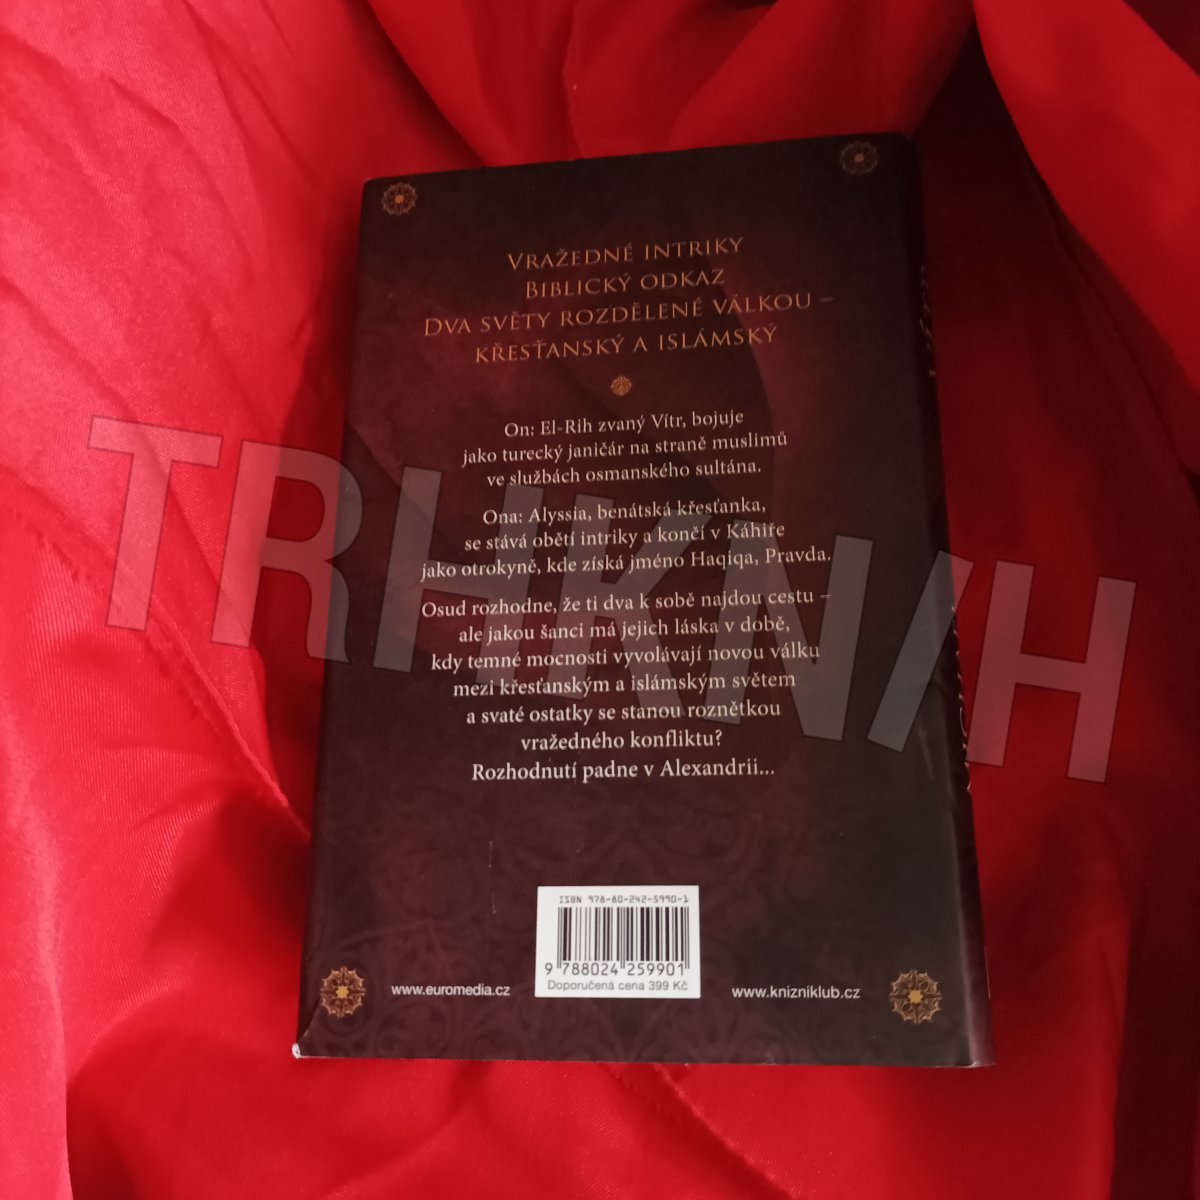 VRAŽEDNÉ INTRIKY
BIBLICKÝ ODKAZ
DVA SVĚTY ROZDĚLENÉ VÁLKOU –
KŘESŤANSKÝ A ISLÁMSKÝ
On: El-Rih zvaný Vítr, bojuje
jako turecký janičár na straně muslimů
ve službách osmanského sultána.
Ona: Alyssia, benátská křesťanka,
se stává obětí intriky a končí v Káhiře
jako otrokyně, kde získá jméno Haqiqa, Pravda.
Osud rozhodne, že ti dva k sobě najdou cestu –
ale jakou šanci má jejich láska v době,
kdy temné mocnosti vyvolávají novou válku
mezi křesťanským a islámským světem
a svaté ostatky se stanou roznětkou
vražedného konfliktu?
Rozhodnutí padne v Alexandrii...
ISBN 978-80-242-5990-1
9 788024 259901
Doporučená cena 399 Kč
www.euromedia.cz
www.knizniklub.cz
TRHKNIH